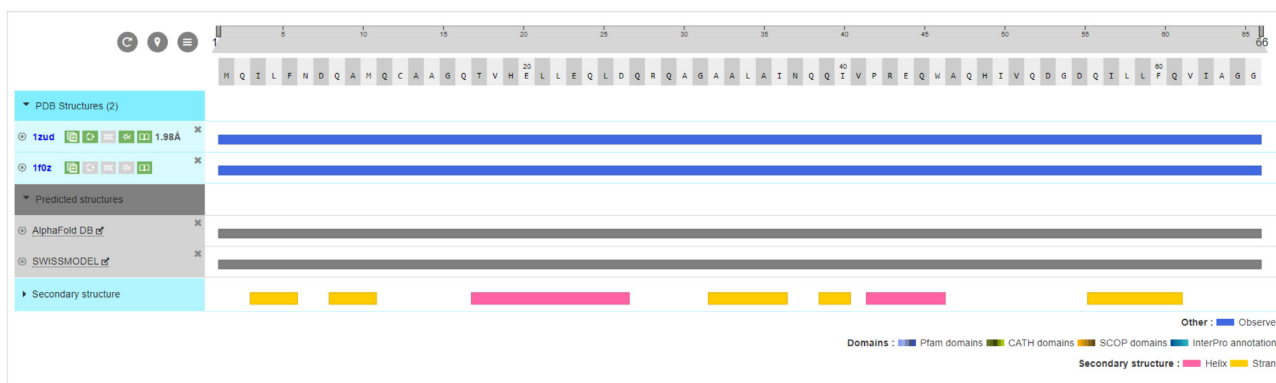 5 10 15 20 25 30 35 40 45 50 55 60 65
1 66
20 40 60
M Q I L F N D Q A M Q C A A G Q T V H E L L E Q L D Q R Q A G A A L A I N Q Q I V P R E Q W A Q H I V Q D G D Q I L L F Q V I A G G
PDB Structures (2)
1zud 1.98Å
1f0z
Predicted structures
AlphaFold DB
SWISSMODEL
Secondary structure
Other : Observe
Domains : Pfam domains CATH domains SCOP domains InterPro annotation
Secondary structure : Helix Stran